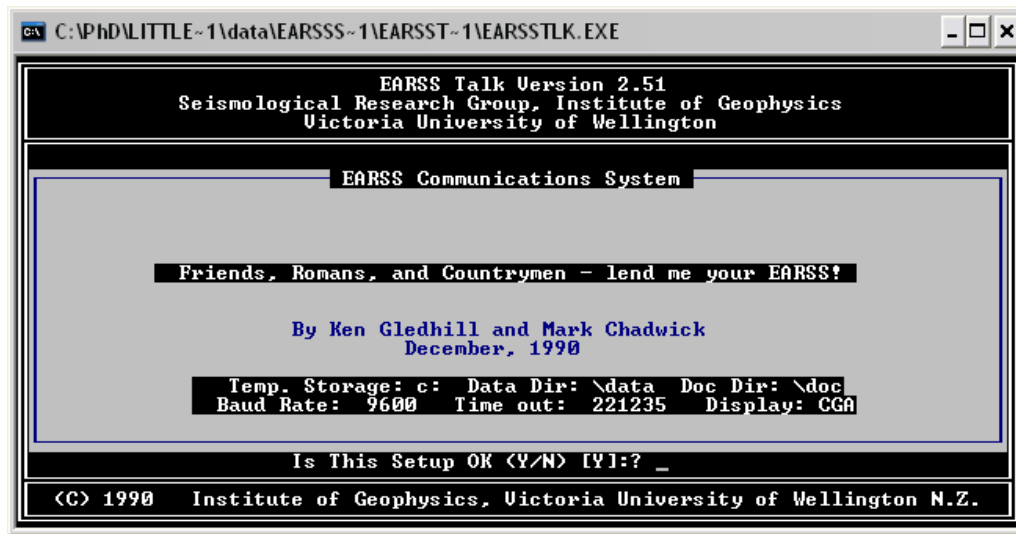 C:\PhD\LITTLE~1\data\EARSSS~1\EARSST~1\EARSSTLK.EXE
EARSS Talk Version 2.51
Seismological Research Group, Institute of Geophysics
Victoria University of Wellington
EARSS Communications System
Friends, Romans, and Countrymen - lend me your EARSS!
By Ken Gledhill and Mark Chadwick
December, 1990
Temp. Storage: c: Data Dir: \data Doc Dir: \doc
Baud Rate: 9600 Time out: 221235 Display: CGA
Is This Setup OK (Y/N) [Y]:? _
(C) 1990 Institute of Geophysics, Victoria University of Wellington N.Z.